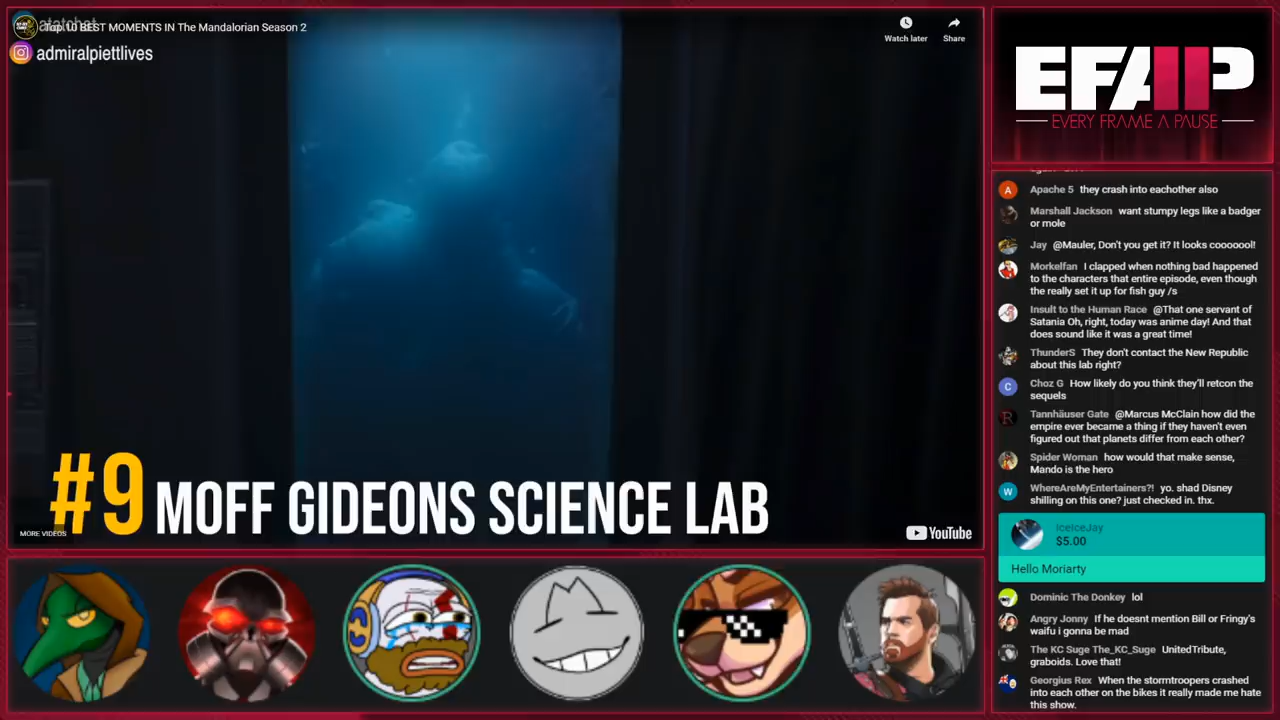 Top 10 BEST MOMENTS IN The Mandalorian Season 2
admiralpiettlives
Watch later
Share
#9 MOFF GIDEONS SCIENCE LAB
MORE VIDEOS
YouTube
EFAP
EVERY FRAME A PAUSE
Apache 5 they crash into eachother also
Marshall Jackson want stumpy legs like a badger
or mole
Jay @Mauler, Don't you get it? It looks cooooool!
Morkelfan I clapped when nothing bad happened
to the characters that entire episode, even though
the really set it up for fish guy /s
Insult to the Human Race @That one servant of
Satania Oh, right, today was anime day! And that
does sound like it was a great time!
ThunderS They don't contact the New Republic
about this lab right?
Choz G How likely do you think they'll retcon the
sequels
Tannhäuser Gate @Marcus McClain how did the
empire ever became a thing if they haven't even
figured out that planets differ from each other?
Spider Woman how would that make sense,
Mando is the hero
WhereAreMyEntertainers?! yo. shad Disney
shilling on this one? just checked in. thx.
IceIceJay
$5.00
Hello Moriarty
Dominic The Donkey lol
Angry Jonny If he doesnt mention Bill or Fringy's
waifu i gonna be mad
The KC Suge The_KC_Suge UnitedTribute,
graboids. Love that!
Georgius Rex When the stormtroopers crashed
into each other on the bikes it really made me hate
this show.